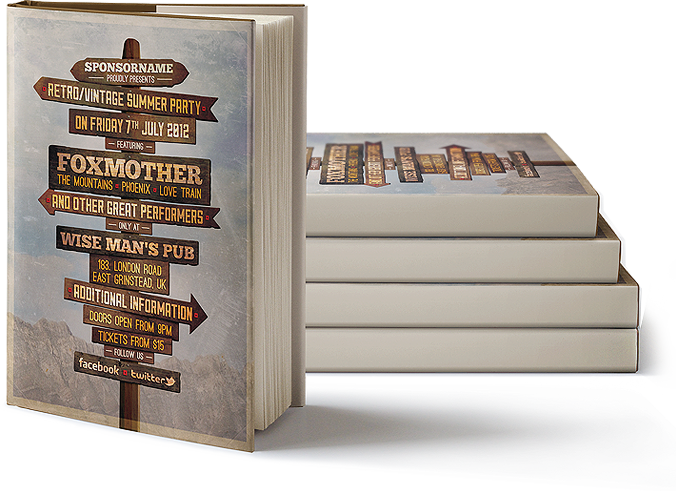 SPONSORNAME
PROUDLY PRESENTS
RETRO/VINTAGE SUMMER PARTY
ON FRIDAY 7TH JULY 2012
FEATURING
FOXMOTHER
THE MOUNTAINS PHOENIX LOVE TRAIN
AND OTHER GREAT PERFORMERS
ONLY AT
WISE MAN'S PUB
183. LONDON ROAD
EAST GRINSTEAD, UK
ADDITIONAL INFORMATION
DOORS OPEN FROM 9PM
TICKETS FROM $15
FOLLOW US
facebook twitter
FOXMOTHER